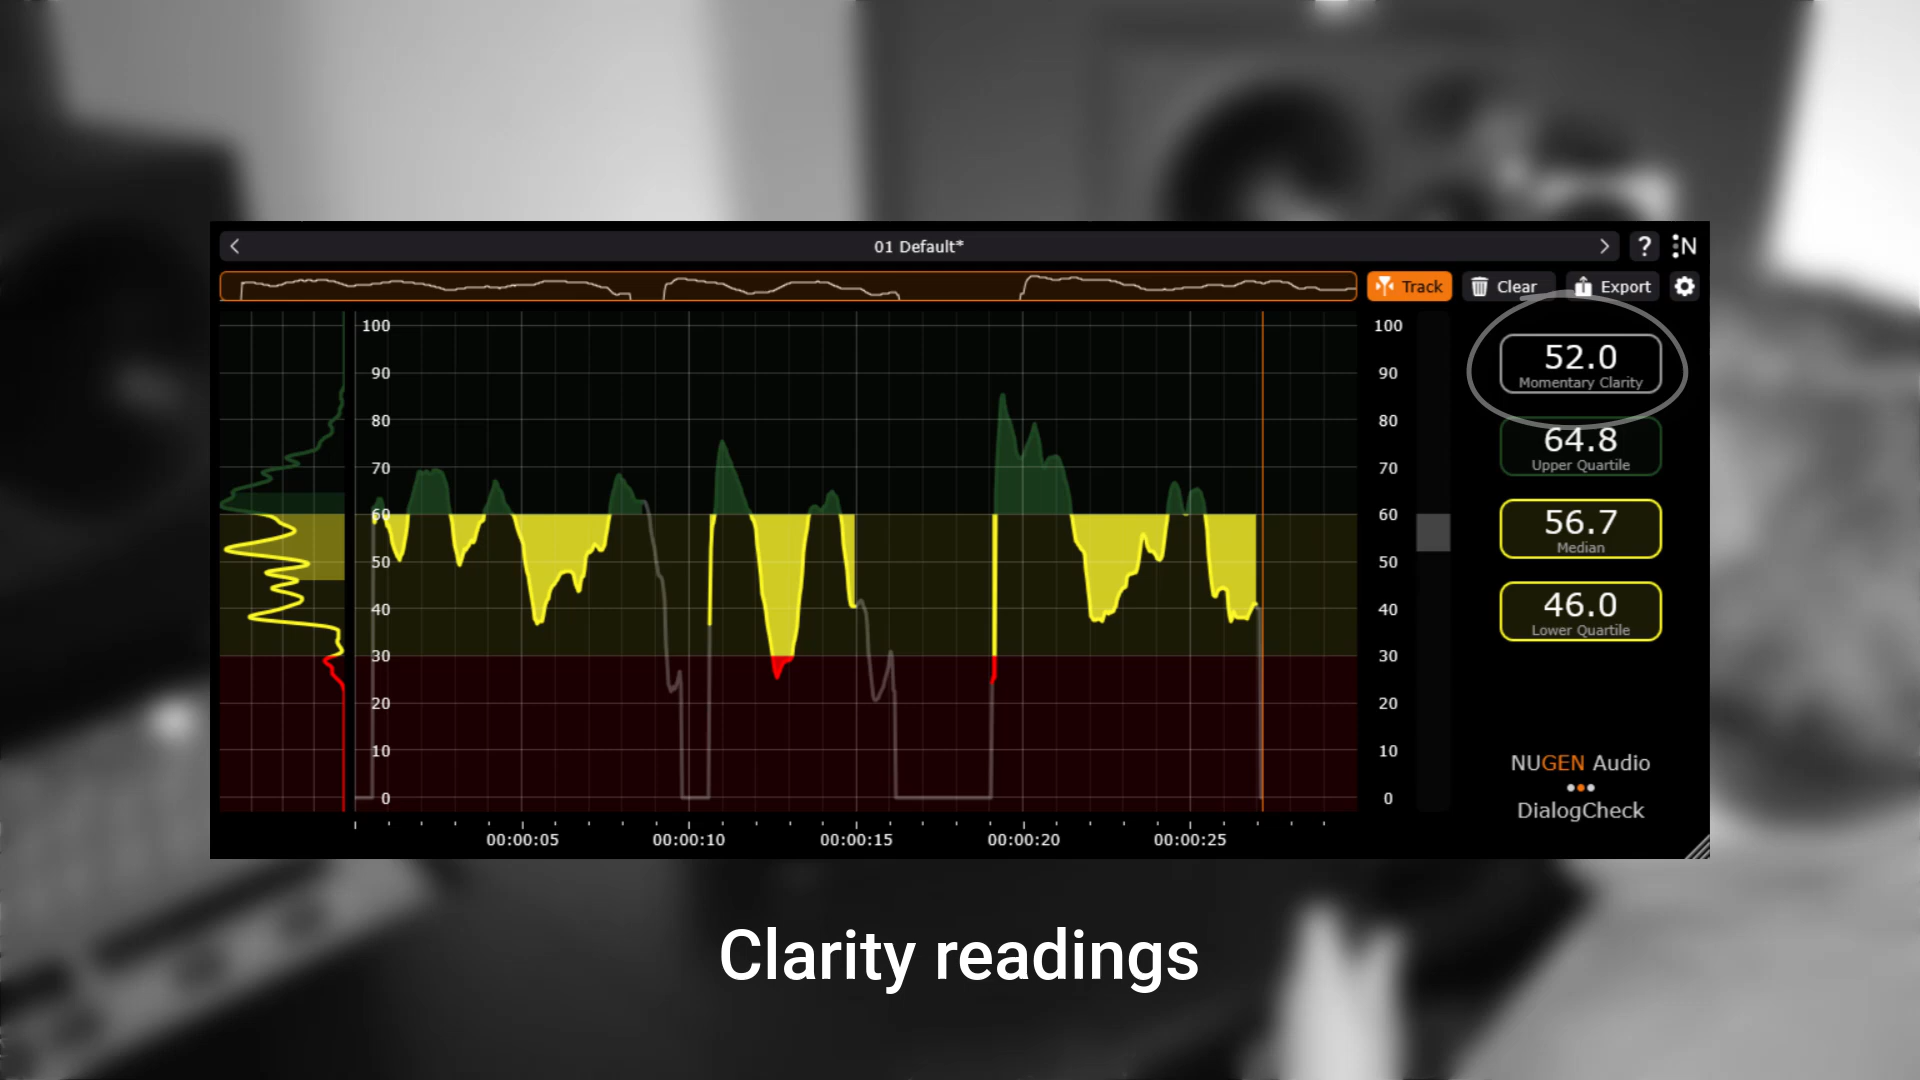 01 Default*
?
N
Track
Clear
Export
100 100
90 90
80 80
70 70
60 60
50 50
40 40
30 30
20 20
10 10
0 0
00:00:05 00:00:10 00:00:15 00:00:20 00:00:25
52.0
Momentary Clarity
64.8
Upper Quartile
56.7
Median
46.0
Lower Quartile
NUGEN Audio
DialogCheck
Clarity readings